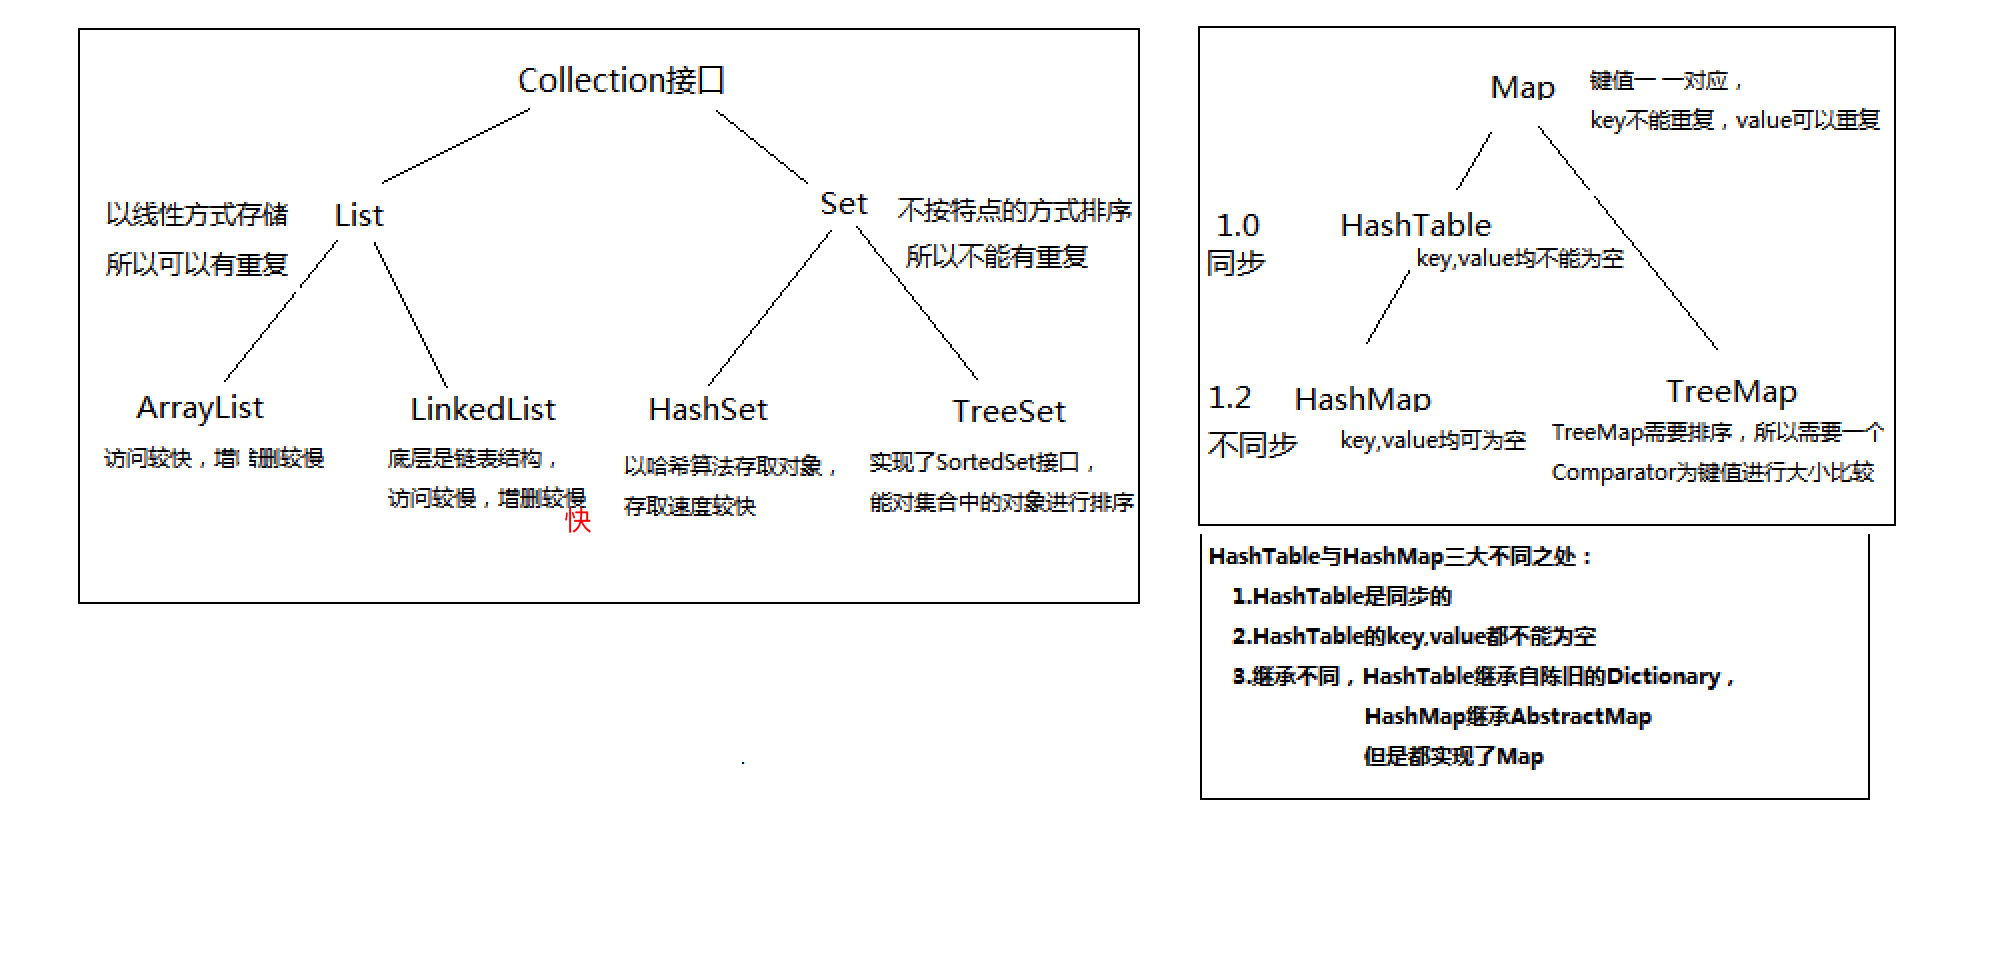 Collection接口
以线性方式存储
List
所以可以有重复
Set
不按特点的方式排序
所以不能有重复
ArrayList
访问较快，增删较慢
LinkedList
底层是链表结构，
访问较慢，增删较慢
快
HashSet
以哈希算法存取对象，
存取速度较快
TreeSet
实现了SortedSet接口，
能对集合中的对象进行排序
Map
键值一 一对应，
key不能重复，value可以重复
1.0
同步
HashTable
key,value均不能为空
1.2
不同步
HashMap
key,value均可为空
TreeMap
TreeMap需要排序，所以需要一个
Comparator为键值进行大小比较
HashTable与HashMap三大不同之处：
1.HashTable是同步的
2.HashTable的key,value都不能为空
3.继承不同，HashTable继承自陈旧的Dictionary，
HashMap继承AbstractMap
但是都实现了Map